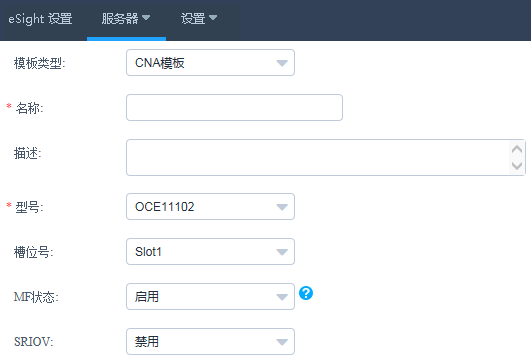 eSight 设置 服务器 设置
模板类型: CNA模板
* 名称:
描述:
* 型号: OCE11102
槽位号: Slot1
MF状态: 启用 ?
SRIOV: 禁用